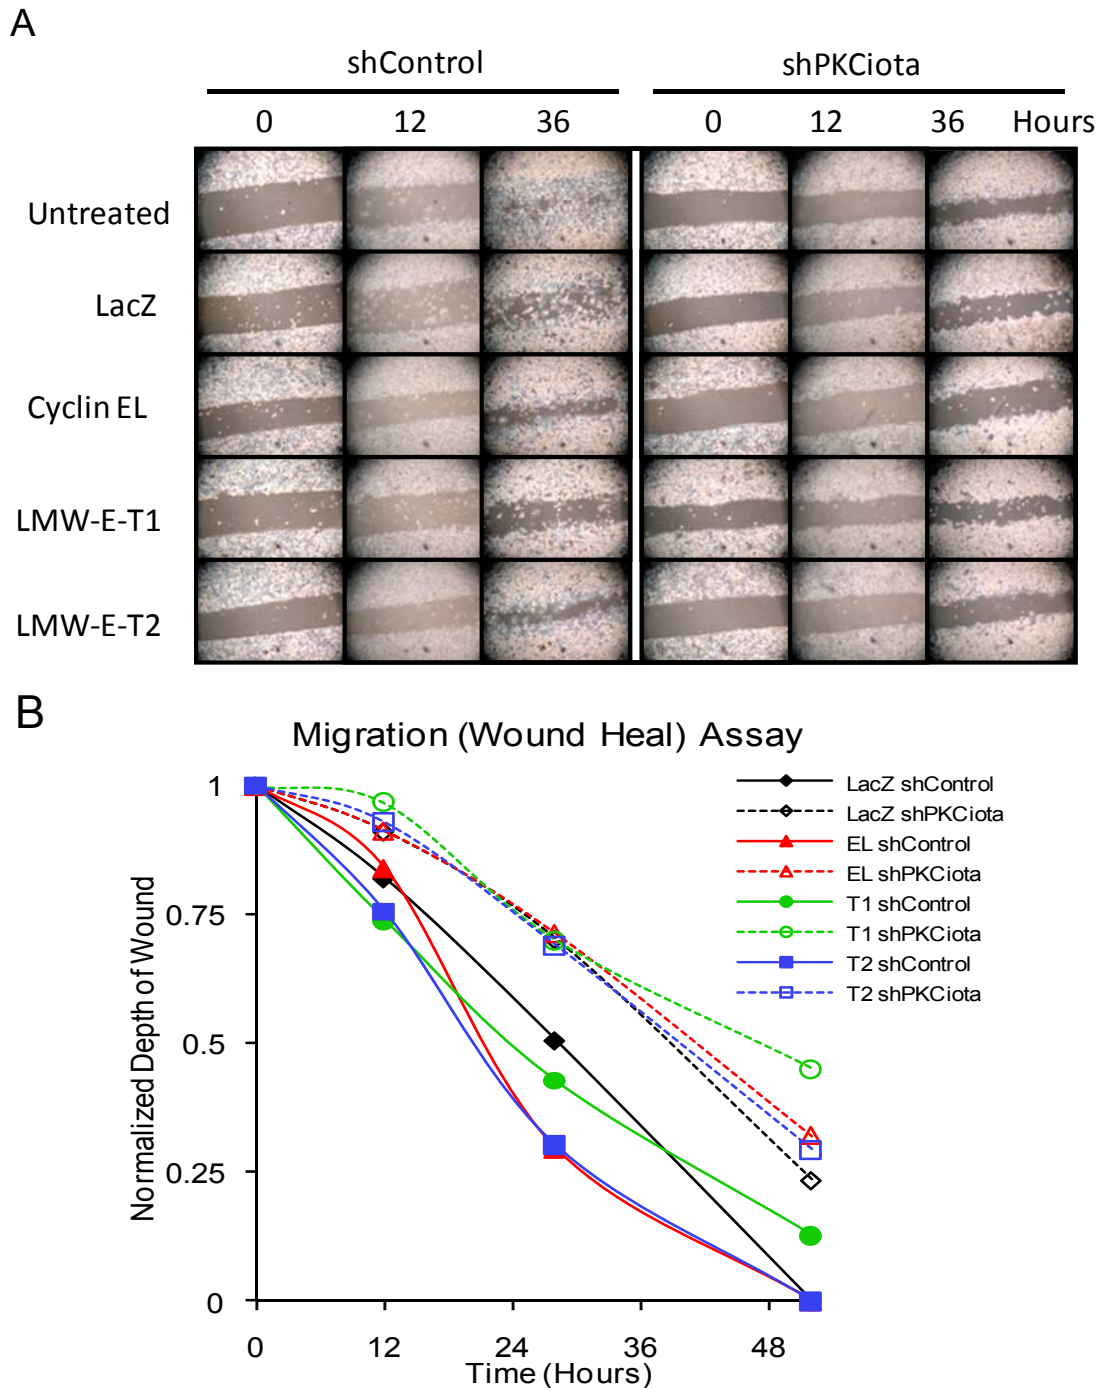 A
shControl shPKCiota
0 12 36 0 12 36 Hours
Untreated
LacZ
Cyclin EL
LMW-E-T1
LMW-E-T2
B
Migration (Wound Heal) Assay
LacZ shControl
LacZ shPKCiota
EL shControl
EL shPKCiota
T1 shControl
T1 shPKCiota
T2 shControl
T2 shPKCiota
Normalized Depth of Wound
1
0.75
0.5
0.25
0
0 12 24 36 48
Time (Hours)